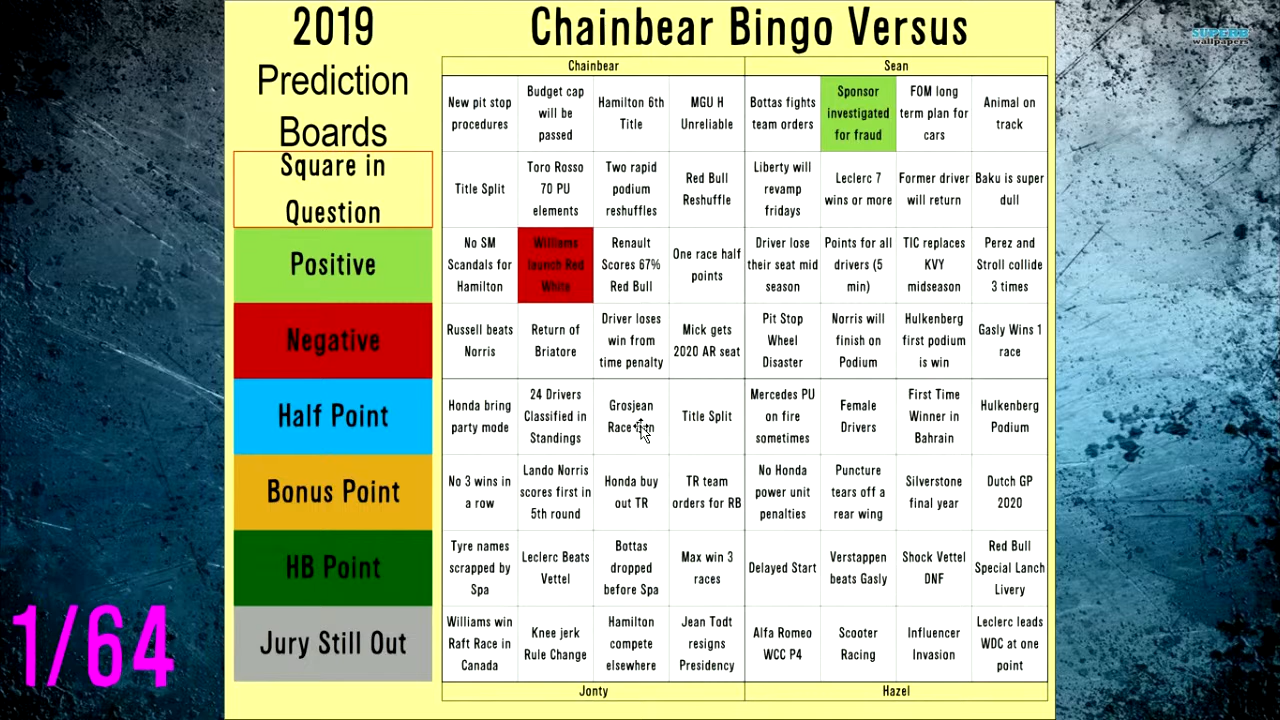 2019
Prediction
Boards
Chainbear Bingo Versus
Chainbear
Sean
New pit stop
procedures
Budget cap
will be
passed
Hamilton 6th
Title
MGU H
Unreliable
Bottas fights
team orders
Sponsor
investigated
for fraud
FOM long
term plan for
cars
Animal on
track
Square in
Question
Title Split
Toro Rosso
70 PU
elements
Two rapid
podium
reshuffles
Red Bull
Reshuffle
Liberty will
revamp
fridays
Leclerc 7
wins or more
Former driver
will return
Baku is super
dull
Positive
No SM
Scandals for
Hamilton
Williams
launch Red
White
Renault
Scores 67%
Red Bull
One race half
points
Driver lose
their seat mid
season
Points for all
drivers (5
min)
TIC replaces
KVY
midseason
Perez and
Stroll collide
3 times
Negative
Russell beats
Norris
Return of
Briatore
Driver loses
win from
time penalty
Mick gets
2020 AR seat
Pit Stop
Wheel
Disaster
Norris will
finish on
Podium
Hulkenberg
first podium
is win
Gasly Wins 1
race
Half Point
Honda bring
party mode
24 Drivers
Classified in
Standings
Grosjean
Race
Title Split
Mercedes PU
on fire
sometimes
Female
Drivers
First Time
Winner in
Bahrain
Hulkenberg
Podium
Bonus Point
No 3 wins in
a row
Lando Norris
scores first in
5th round
Honda buy
out TR
TR team
orders for RB
No Honda
power unit
penalties
Puncture
tears off a
rear wing
Silverstone
final year
Dutch GP
2020
HB Point
Tyre names
scrapped by
Spa
Leclerc Beats
Vettel
Bottas
dropped
before Spa
Max win 3
races
Delayed Start
Verstappen
beats Gasly
Shock Vettel
DNF
Red Bull
Special Lanch
Livery
Jury Still Out
Williams win
Raft Race in
Canada
Knee jerk
Rule Change
Hamilton
compete
elsewhere
Jean Todt
resigns
Presidency
Alfa Romeo
WCC P4
Scooter
Racing
Influencer
Invasion
Leclerc leads
WDC at one
point
Jonty
Hazel
1/64
SUPERB
wallpapers